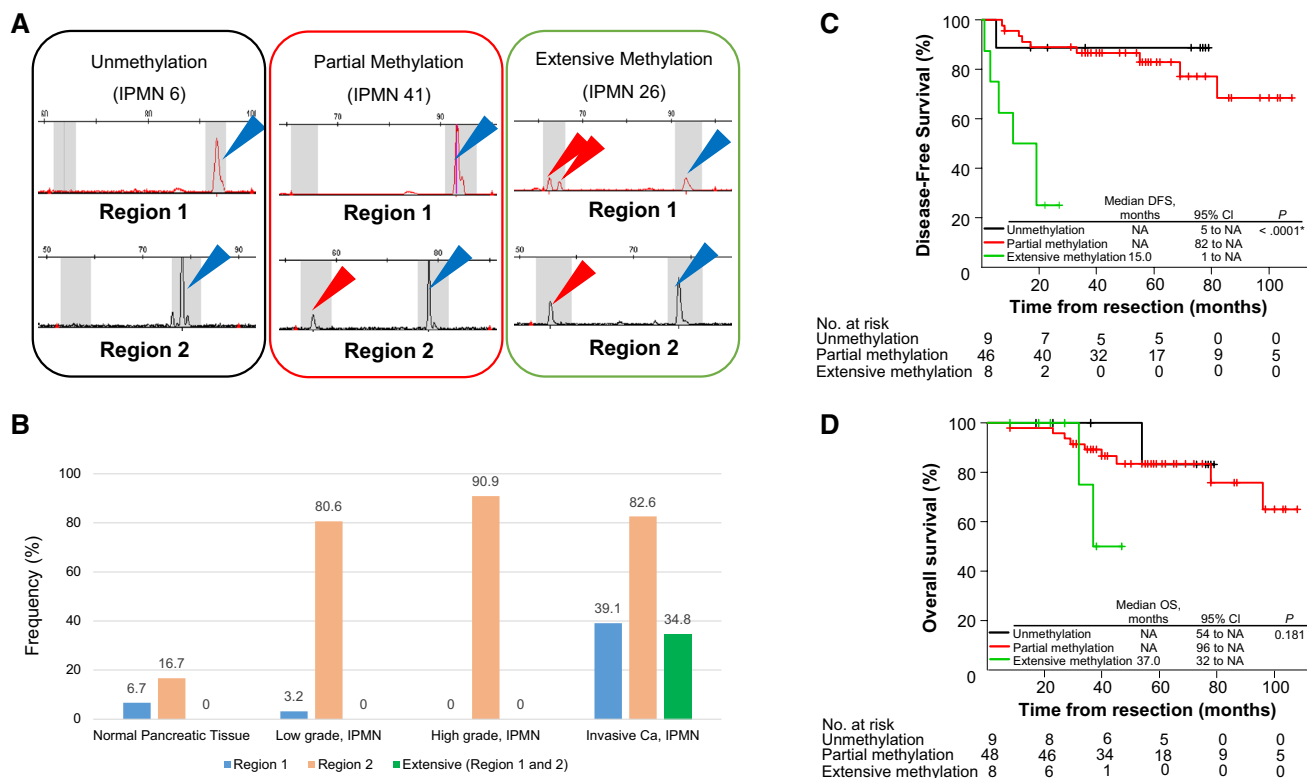 A
Unmethylation
(IPMN 6)
60 80 100
Region 1
50 70 90
Region 2
Partial Methylation
(IPMN 41)
70 90
Region 1
60 80
Region 2
Extensive Methylation
(IPMN 26)
70 90
Region 1
50 70
Region 2
B
Frequency (%)
100
80
60
40
20
0
6.7 16.7 0
3.2 80.6 0
0 90.9 0
39.1 82.6 34.8
Normal Pancreatic Tissue Low grade, IPMN High grade, IPMN Invasive Ca, IPMN
Region 1 Region 2 Extensive (Region 1 and 2)
C
Disease-Free Survival (%)
100
80
60
40
20
0
Median DFS, months 95% CI P
Unmethylation NA 5 to NA < .0001*
Partial methylation NA 82 to NA
Extensive methylation 15.0 1 to NA
20 40 60 80 100
Time from resection (months)
No. at risk
Unmethylation 9 7 5 5 0 0
Partial methylation 46 40 32 17 9 5
Extensive methylation 8 2 0 0 0 0
D
Overall survival (%)
100
80
60
40
20
0
Median OS, months 95% CI P
Unmethylation NA 54 to NA 0.181
Partial methylation NA 96 to NA
Extensive methylation 37.0 32 to NA
20 40 60 80 100
Time from resection (months)
No. at risk
Unmethylation 9 8 6 5 0 0
Partial methylation 48 46 34 18 9 5
Extensive methylation 8 6 1 0 0 0